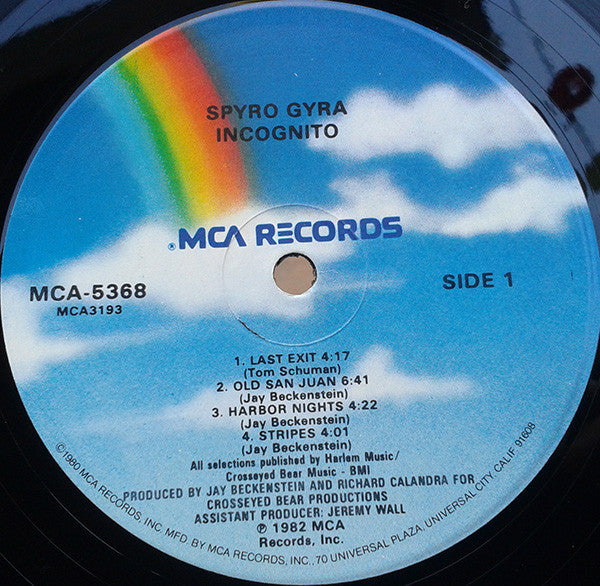 SPYRO GYRA
INCOGNITO
® MCA RECORDS
MCA-5368
MCA3193
SIDE 1
1. LAST EXIT 4:17
(Tom Schuman)
2. OLD SAN JUAN 6:41
(Jay Beckenstein)
3. HARBOR NIGHTS 4:22
(Jay Beckenstein)
4. STRIPES 4:01
(Jay Beckenstein)
All selections published by Harlem Music/
Crosseyed Bear Music - BMI
PRODUCED BY JAY BECKENSTEIN AND RICHARD CALANDRA FOR
CROSSEYED BEAR PRODUCTIONS
ASSISTANT PRODUCER: JEREMY WALL
℗ 1982 MCA
Records, Inc.
©1980 MCA RECORDS, INC. MFD. BY MCA RECORDS, INC., 70 UNIVERSAL PLAZA, UNIVERSAL CITY, CALIF. 91608